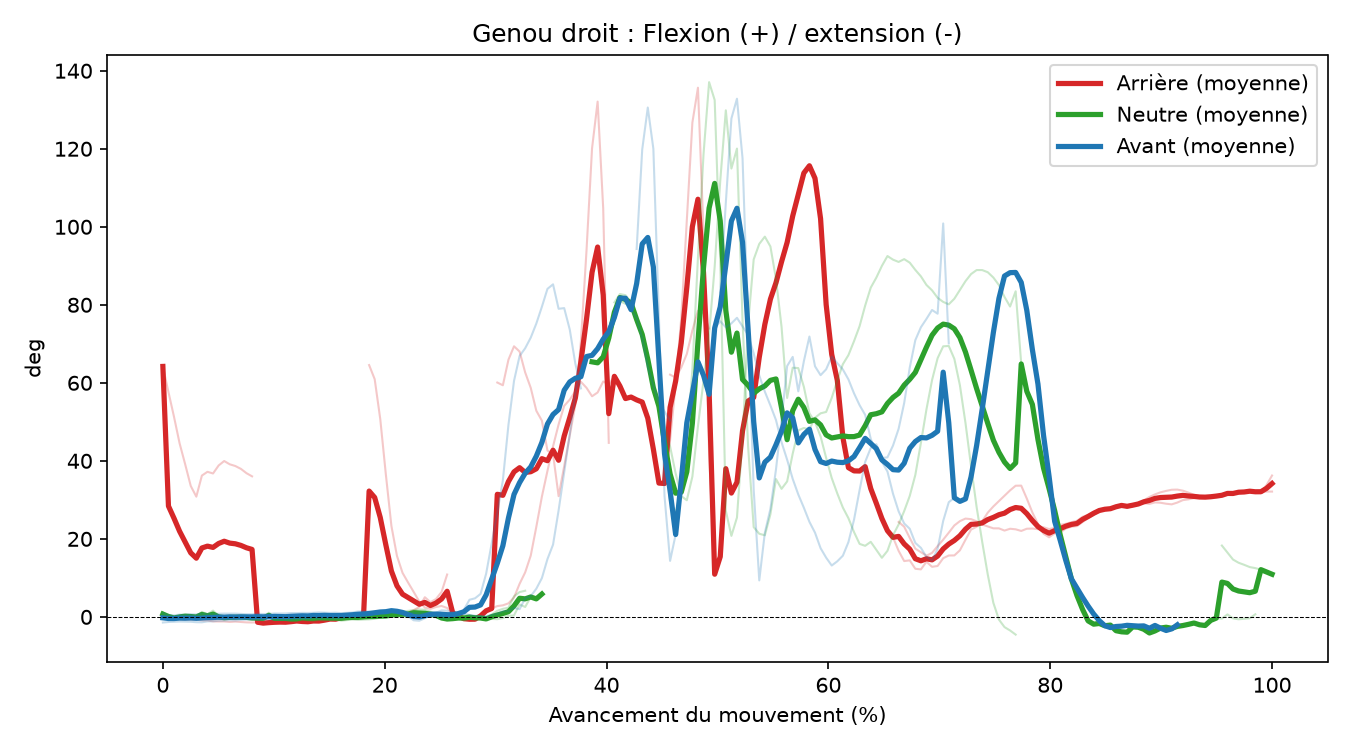 Genou droit : Flexion (+) / extension (-)
140
120
100
80
60
40
20
0
deg
Arrière (moyenne)
Neutre (moyenne)
Avant (moyenne)
0 20 40 60 80 100
Avancement du mouvement (%)